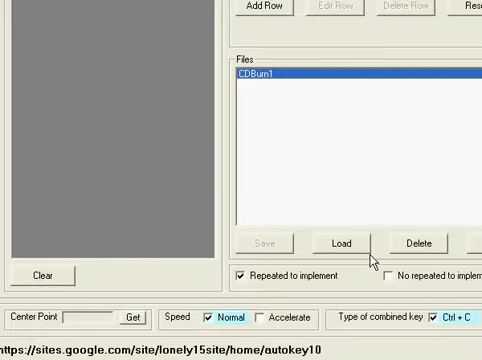 Add Row Edit Row Delete Row
Files
CDBurn1
Save Load Delete
Clear
Repeated to implement No repeated to implem
Center Point Get Speed Normal Accelerate Type of combined key Ctrl + C
https://sites.google.com/site/lonely15site/home/autokey10